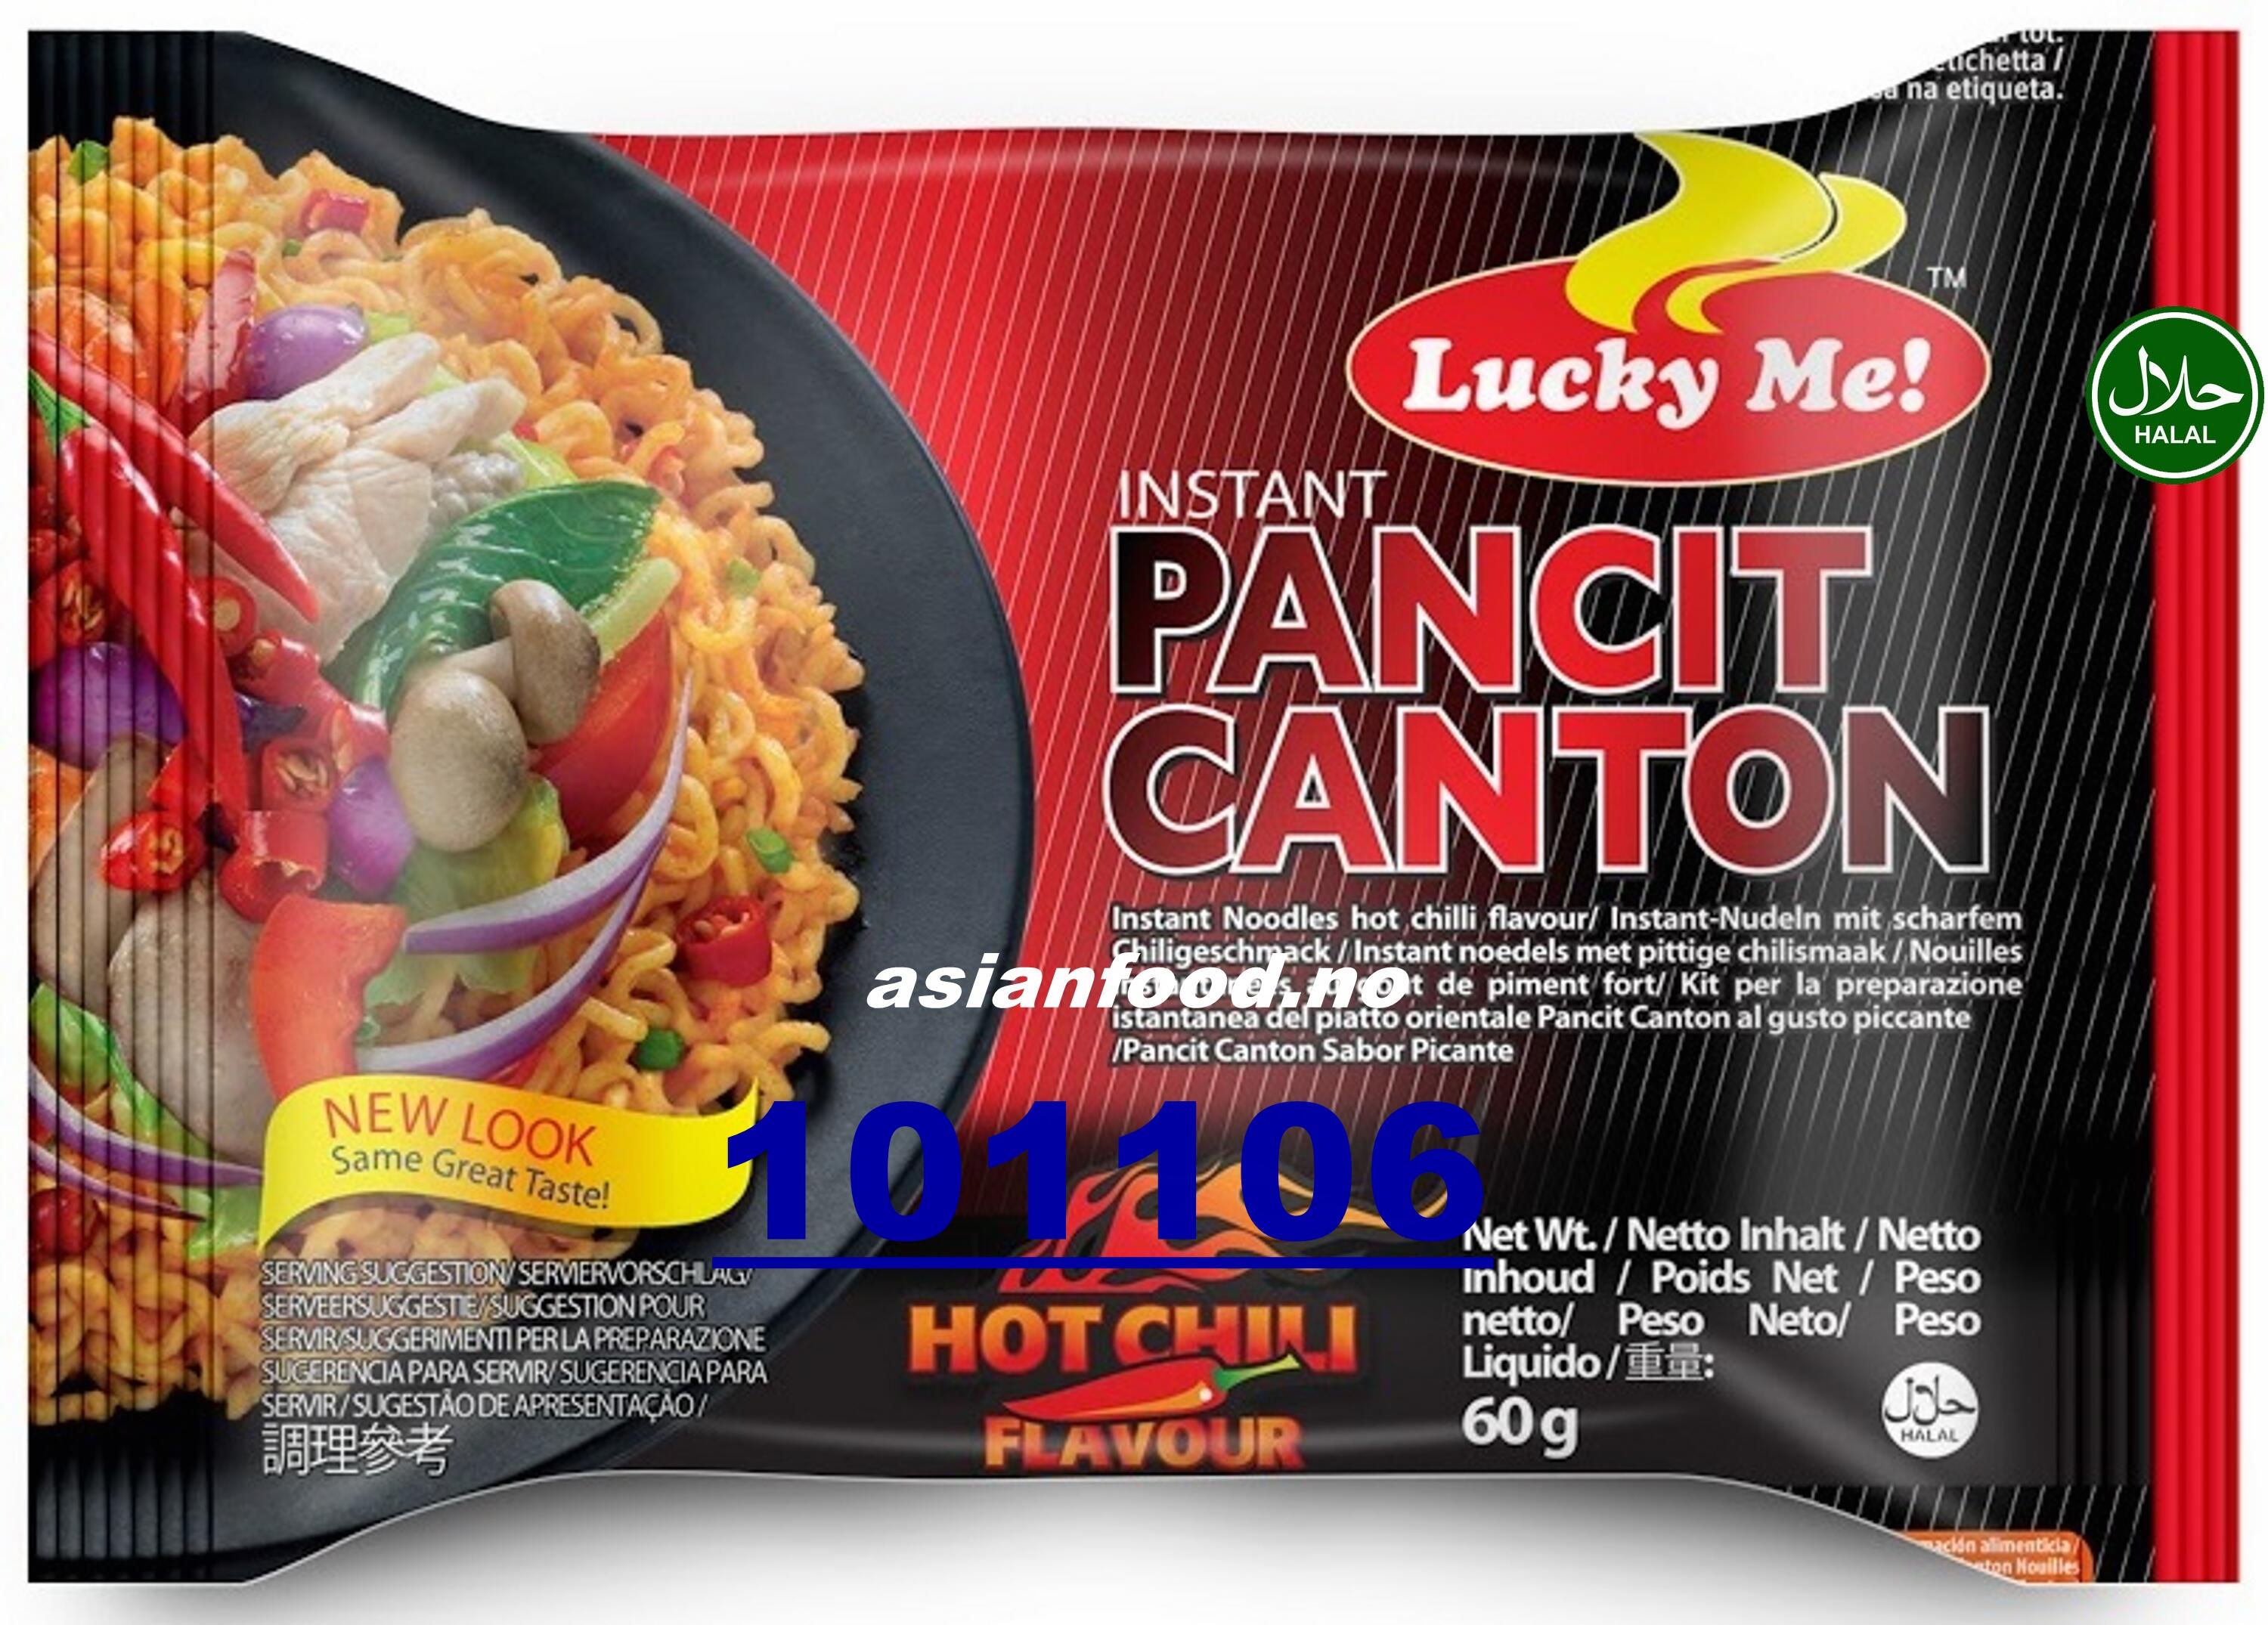 tot.
etichetta /
na etiqueta.
TM
Lucky Me!
حلال
HALAL
INSTANT
PANCIT
CANTON
Instant Noodles hot chilli flavour/ Instant-Nudeln mit scharfem
Chiligeschmack / Instant noedels met pittige chilismaak / Nouilles
de piment fort/ Kit per la preparazione
asianfood.no
istantanea del piatto orientale Pancit Canton al gusto piccante
/Pancit Canton Sabor Picante
101106
NEW LOOK
Same Great Taste!
SERVING SUGGESTION/ SERVIERVORSCHLAG/
SERVEERSUGGESTIE/ SUGGESTION POUR
SERVIR/SUGGERIMENTI PER LA PREPARAZIONE
SUGERENCIA PARA SERVIR/ SUGERENCIA PARA
SERVIR / SUGESTÃO DE APRESENTAÇÃO /
調理參考
HOT CHILI
FLAVOUR
Net Wt. / Netto Inhalt / Netto
Inhoud / Poids Net / Peso
netto/ Peso Neto/ Peso
Liquido / 重量:
60 g
حلال
HALAL
alimenticia /
Nouilles